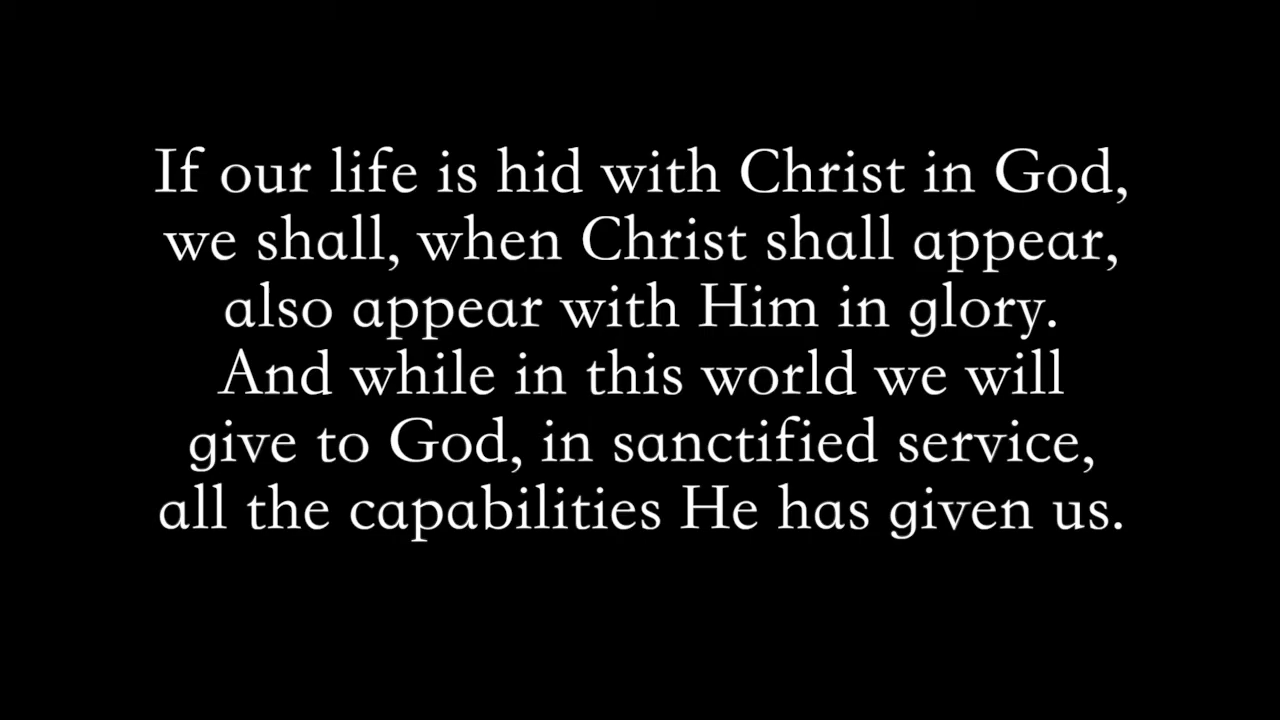 If our life is hid with Christ in God,
we shall, when Christ shall appear,
also appear with Him in glory.
And while in this world we will
give to God, in sanctified service,
all the capabilities He has given us.